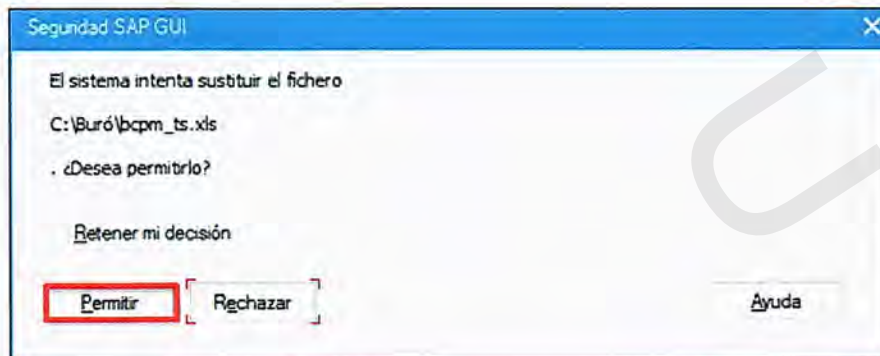 Seguridad SAP GUI
El sistema intenta sustituir el fichero
C:\Buró\bcpm_ts.xls
. ¿Desea permitirlo?
Retener mi decisión
Permitir Rechazar Ayuda